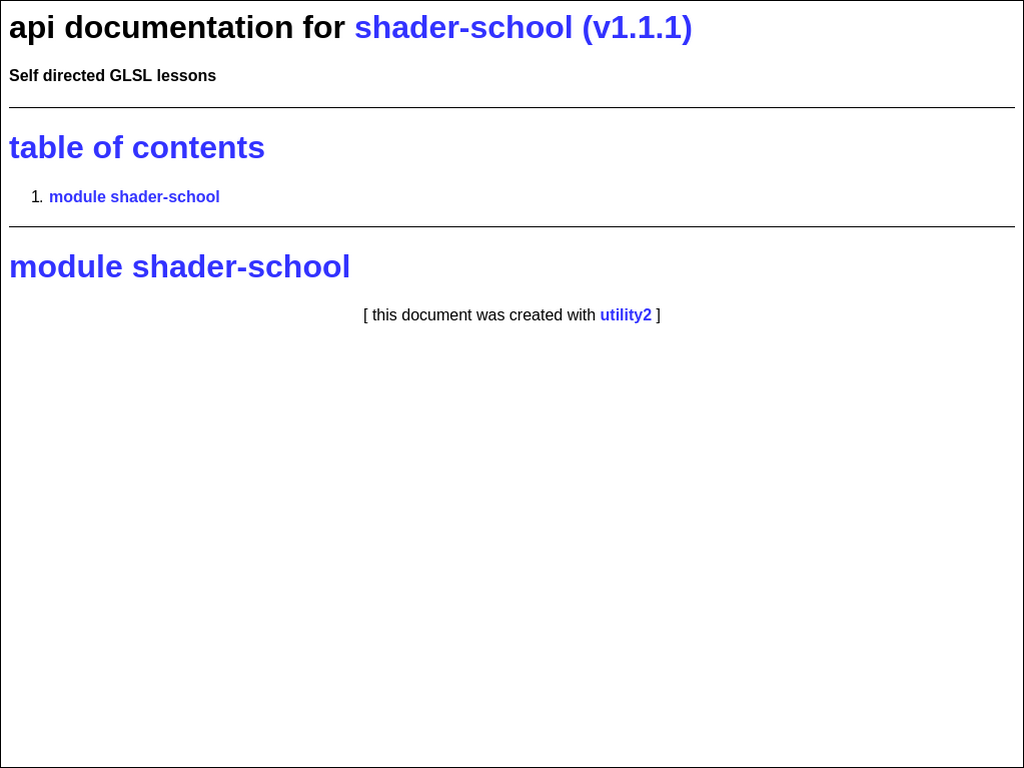 api documentation for shader-school (v1.1.1)
Self directed GLSL lessons
table of contents
1. module shader-school
module shader-school
[ this document was created with utility2 ]